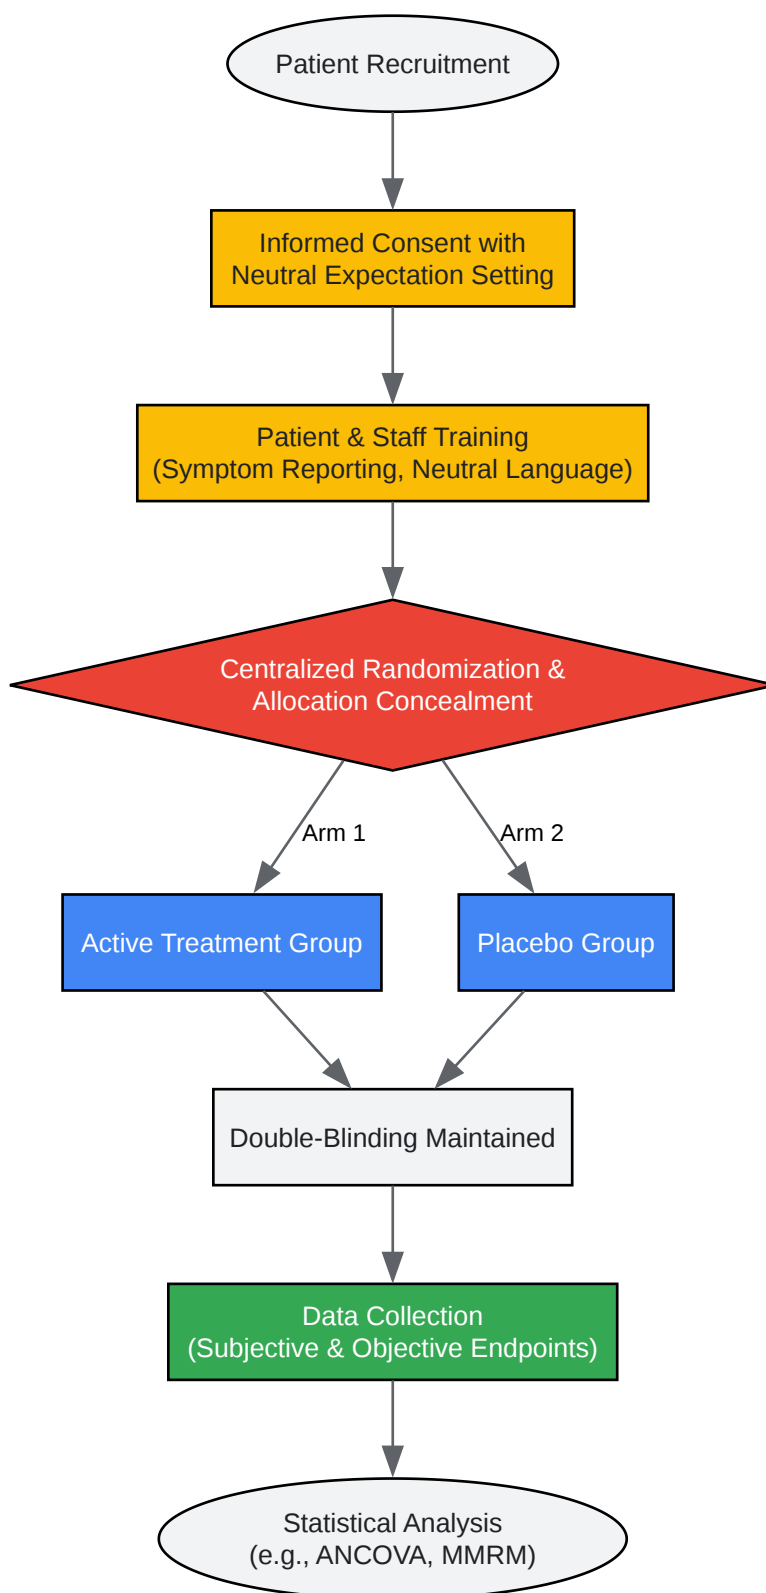 Patient Recruitment
Informed Consent with
Neutral Expectation Setting
Patient & Staff Training
(Symptom Reporting, Neutral Language)
Centralized Randomization &
Allocation Concealment
Arm 1
Arm 2
Active Treatment Group
Placebo Group
Double-Blinding Maintained
Data Collection
(Subjective & Objective Endpoints)
Statistical Analysis
(e.g., ANCOVA, MMRM)